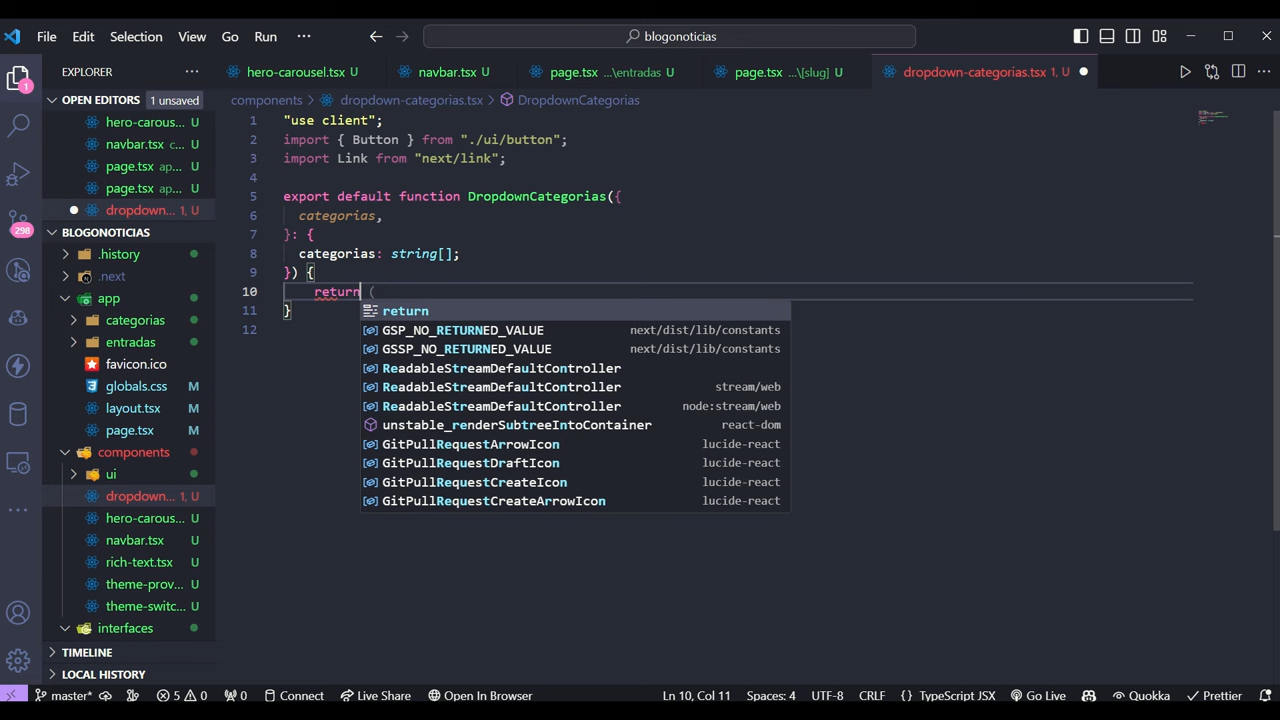 File Edit Selection View Go Run ··· blogonoticias
EXPLORER ···
hero-carousel.tsx U navbar.tsx U page.tsx ...\entradas U page.tsx ...\[slug] U dropdown-categorias.tsx 1, U
OPEN EDITORS 1 unsaved
hero-carous... U
navbar.tsx c... U
page.tsx ap... U
page.tsx ap... U
dropdown... 1, U
BLOGONOTICIAS
.history
.next
app
categorias
entradas
favicon.ico
globals.css M
layout.tsx M
page.tsx M
components
ui
dropdown... 1, U
hero-carous... U
navbar.tsx U
rich-text.tsx U
theme-prov... U
theme-switc... U
interfaces
TIMELINE
LOCAL HISTORY
1
298
components > dropdown-categorias.tsx > DropdownCategorias
1 "use client";
2 import { Button } from "./ui/button";
3 import Link from "next/link";
4
5 export default function DropdownCategorias({
6 categorias,
7 }: {
8 categorias: string[];
9 }) {
10 return (
11 }
12
return
GSP_NO_RETURNED_VALUE next/dist/lib/constants
GSSP_NO_RETURNED_VALUE next/dist/lib/constants
ReadableStreamDefaultController
ReadableStreamDefaultController stream/web
ReadableStreamDefaultController node:stream/web
unstable_renderSubtreeIntoContainer react-dom
GitPullRequestArrowIcon lucide-react
GitPullRequestDraftIcon lucide-react
GitPullRequestCreateIcon lucide-react
GitPullRequestCreateArrowIcon lucide-react
master* 5 0 0 Connect Live Share Open In Browser Ln 10, Col 11 Spaces: 4 UTF-8 CRLF {} TypeScript JSX Go Live Quokka Prettier